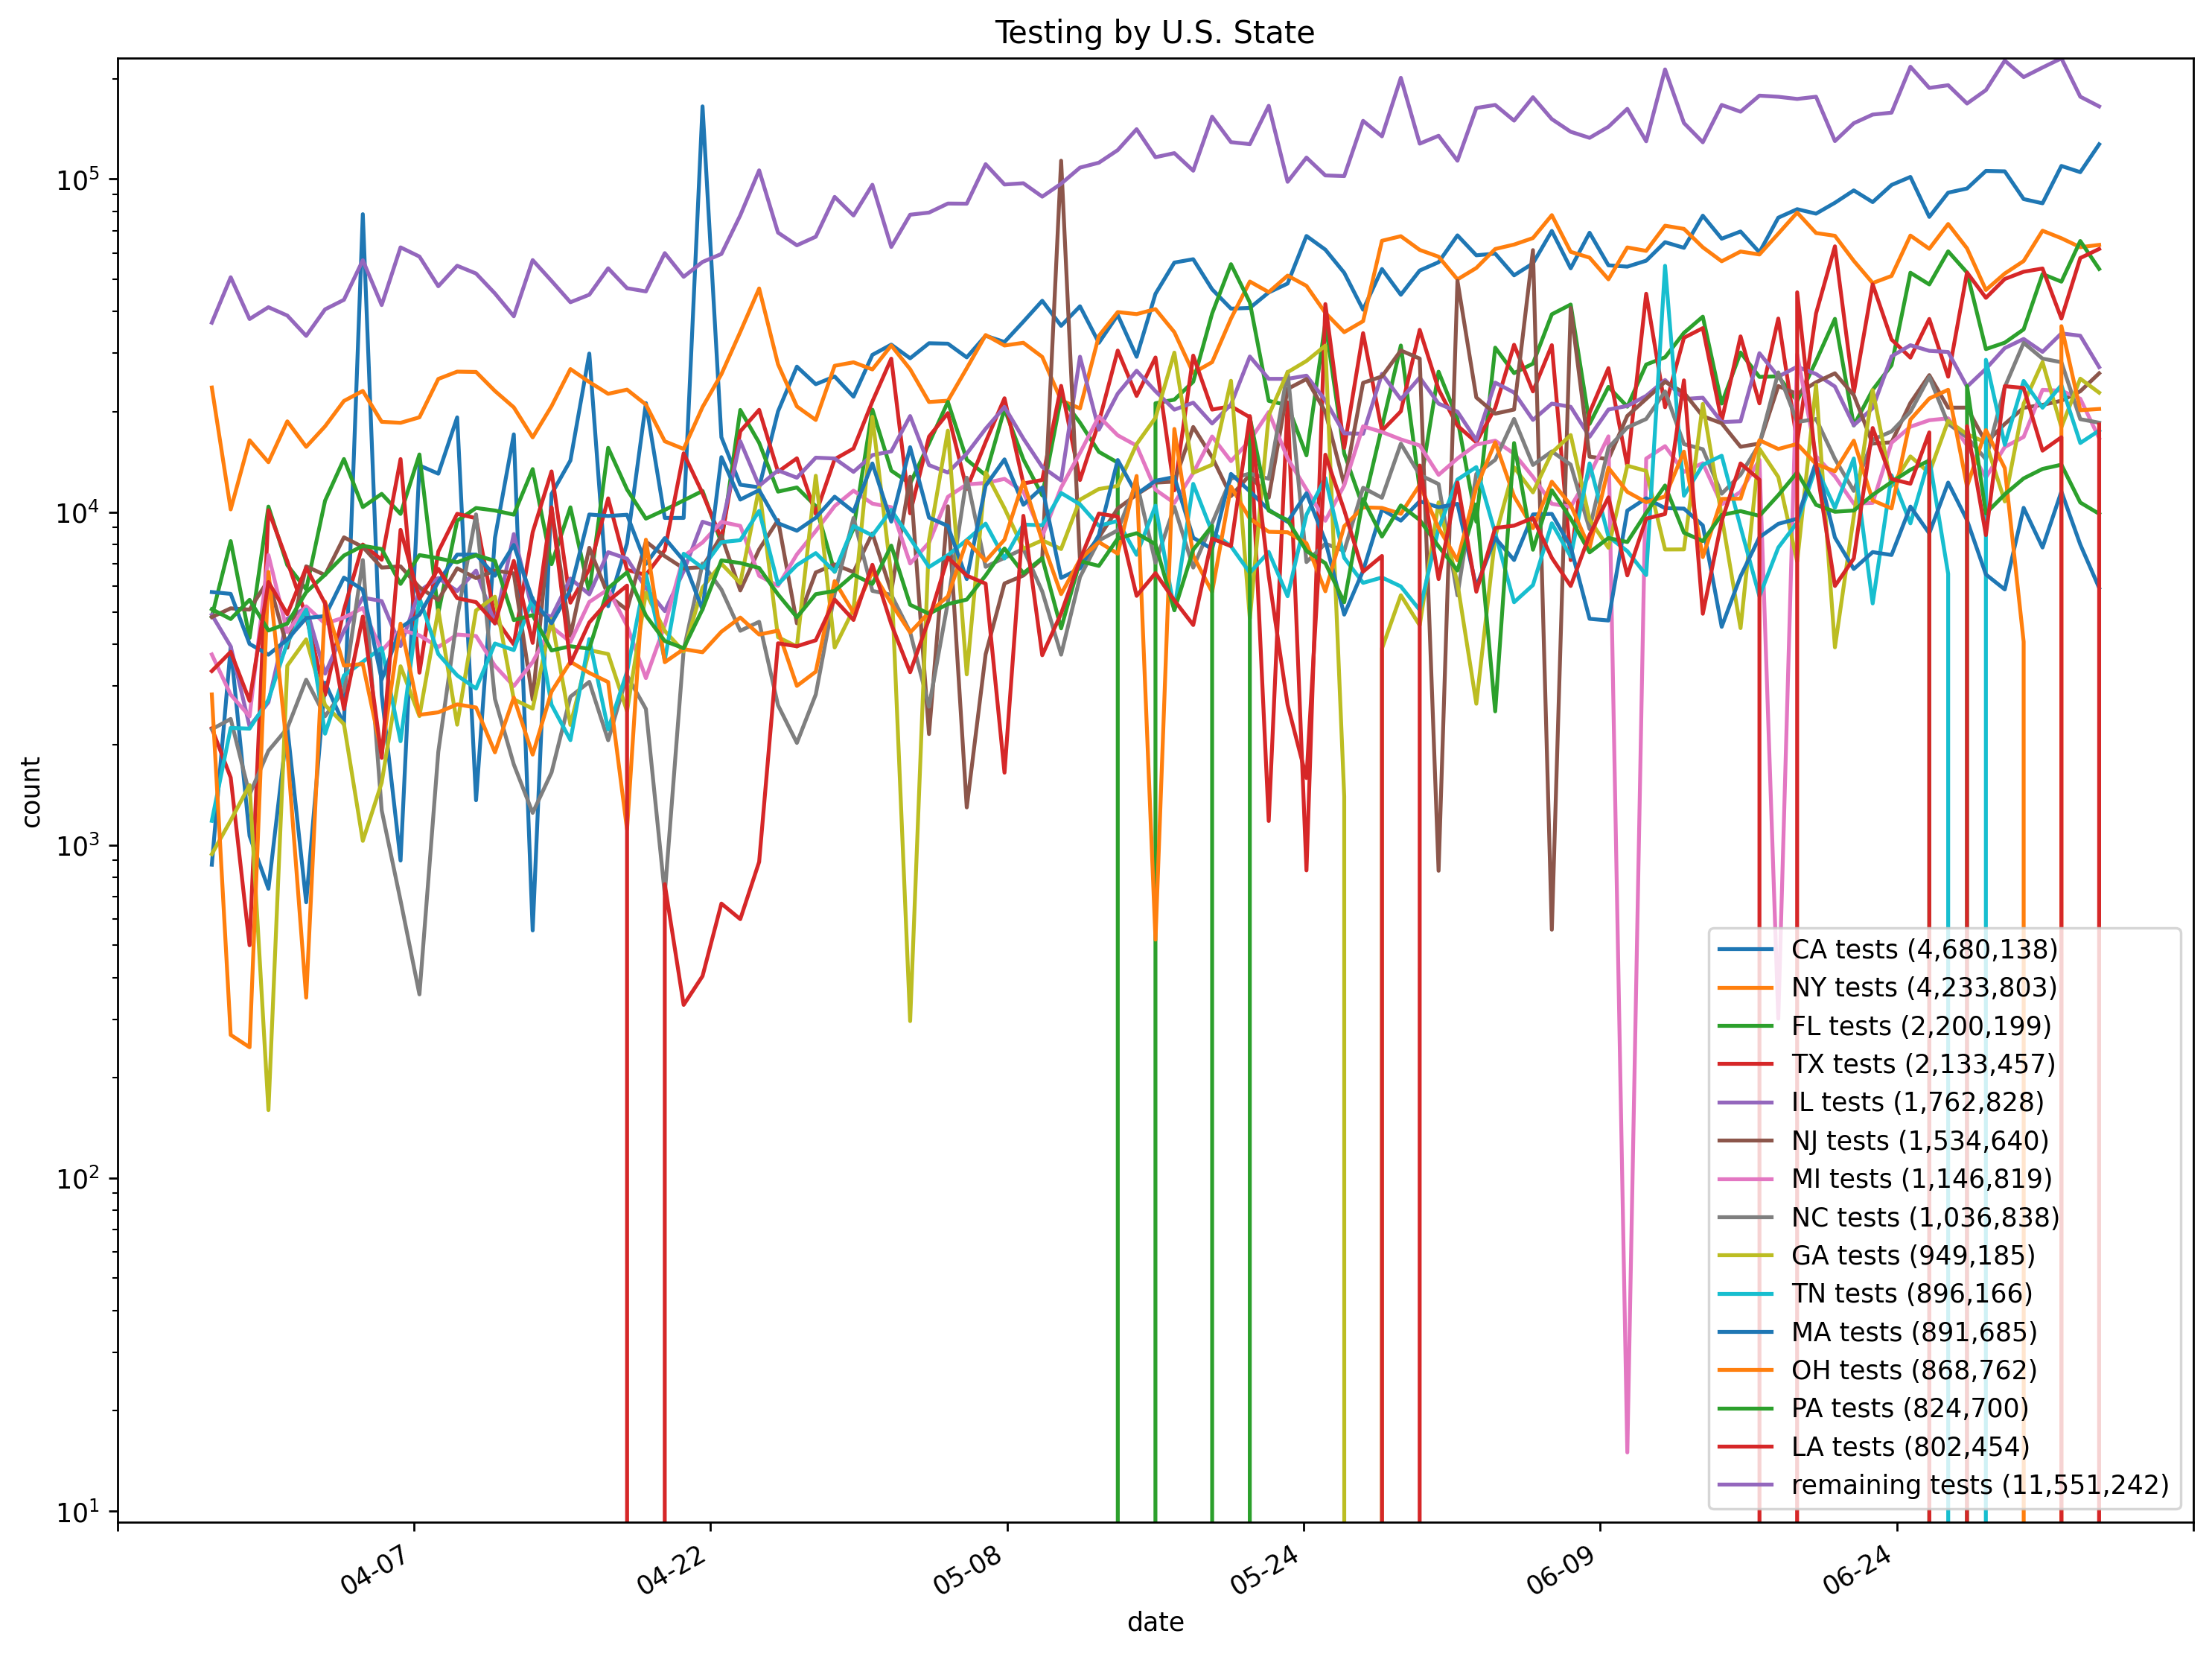 Testing by U.S. State
count
10^5
10^4
10^3
10^2
10^1
CA tests (4,680,138)
NY tests (4,233,803)
FL tests (2,200,199)
TX tests (2,133,457)
IL tests (1,762,828)
NJ tests (1,534,640)
MI tests (1,146,819)
NC tests (1,036,838)
GA tests (949,185)
TN tests (896,166)
MA tests (891,685)
OH tests (868,762)
PA tests (824,700)
LA tests (802,454)
remaining tests (11,551,242)
04-07
04-22
05-08
05-24
06-09
06-24
date